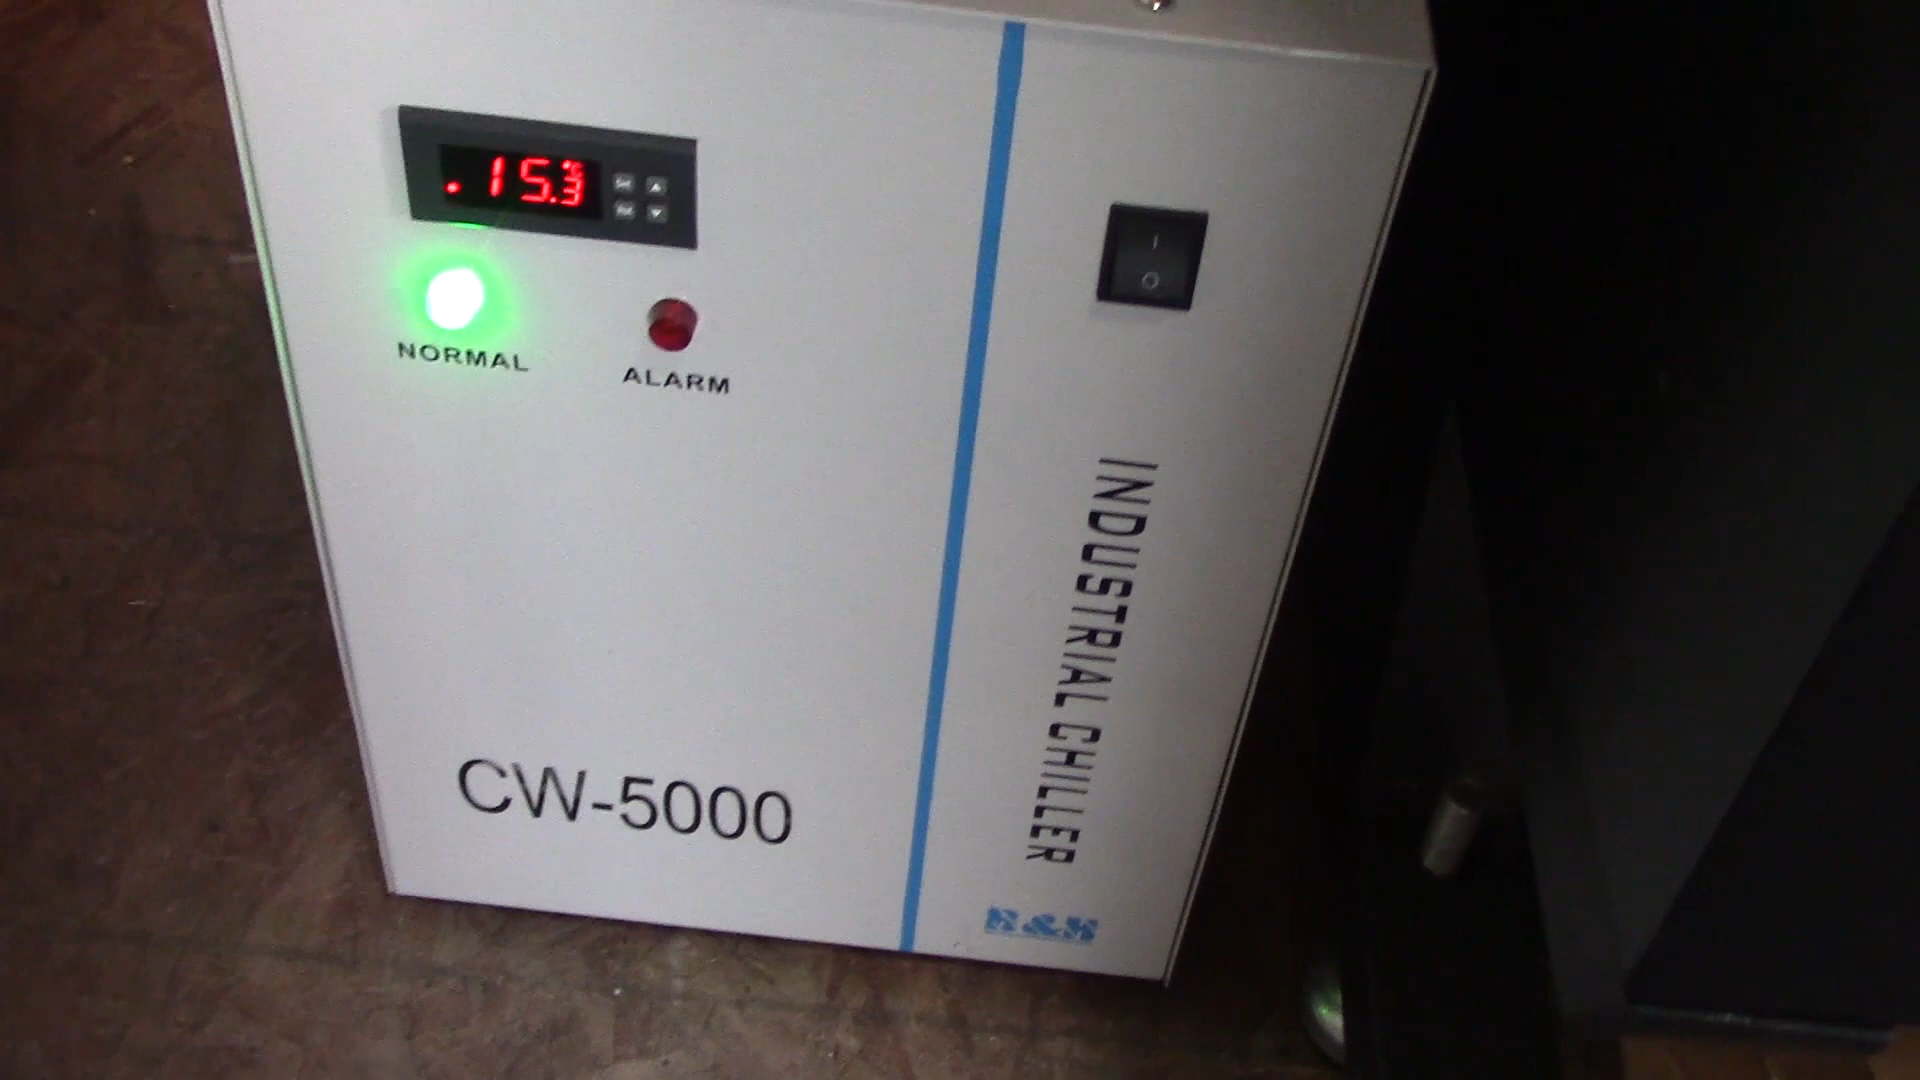 15.3
°C
NORMAL
ALARM
I
O
INDUSTRIAL CHILLER
CW-5000